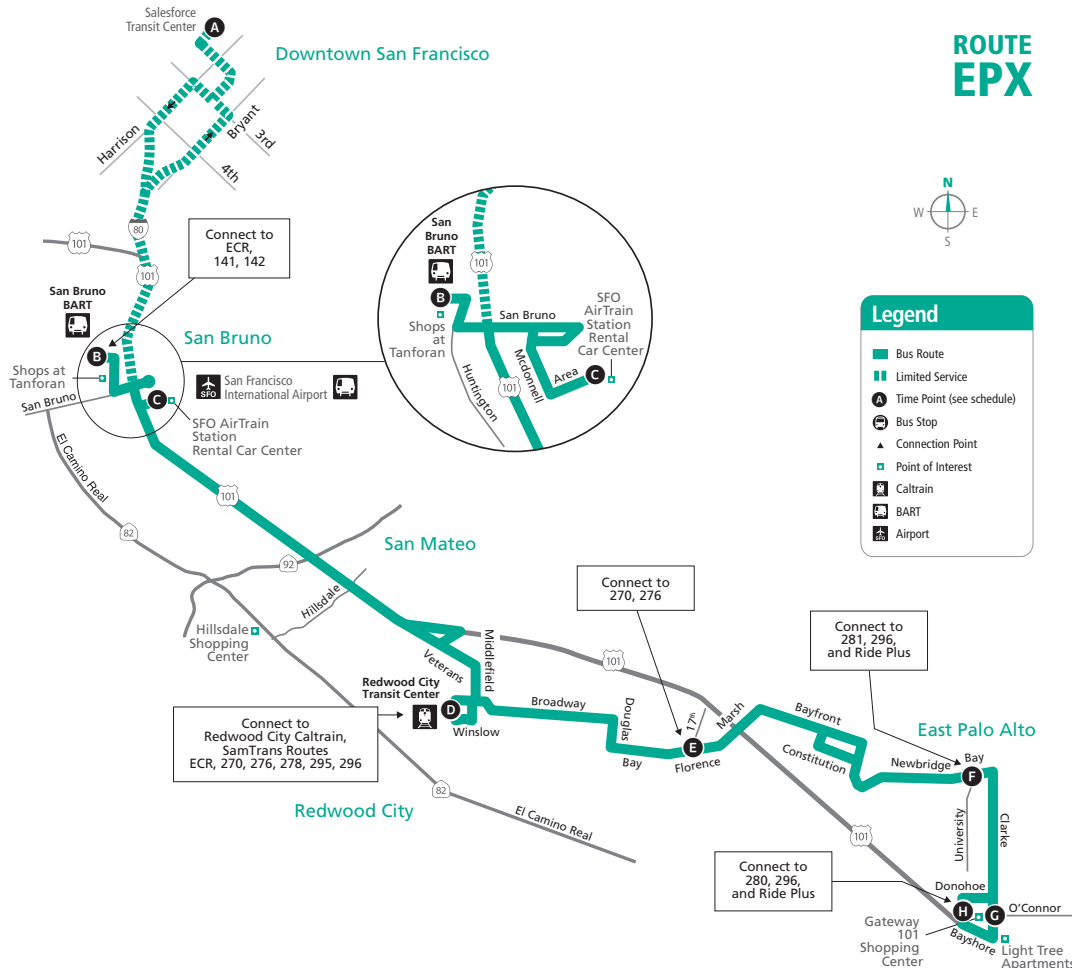 Salesforce
Transit Center
A
Downtown San Francisco
ROUTE
EPX
Harrison
Bryant
3rd
4th
80
101
101
Connect to
ECR,
141, 142
N
W
E
S
San Bruno
BART
B
Shops at
Tanforan
San Bruno
San Bruno
C
SFO
San Francisco
International Airport
SFO AirTrain
Station
Rental Car Center
San
Bruno
BART
B
Shops
at
Tanforan
101
San Bruno
SFO
AirTrain
Station
Rental
Car Center
Huntington
101
Mcdonnell
Area
C
Legend
Bus Route
Limited Service
A
Time Point (see schedule)
Bus Stop
Connection Point
Point of Interest
Caltrain
BART
SFO
Airport
El Camino Real
82
101
San Mateo
92
Hillsdale
Hillsdale
Shopping
Center
Connect to
270, 276
Connect to
281, 296,
and Ride Plus
101
Veterans
Middlefield
Redwood City
Transit Center
D
Winslow
Broadway
Douglas
Bay
17th
E
Florence
Marsh
Bayfront
Constitution
Newbridge
East Palo Alto
Bay
F
Connect to
Redwood City Caltrain,
SamTrans Routes
ECR, 270, 276, 278, 295, 296
Redwood City
82
El Camino Real
101
University
Clarke
Connect to
280, 296,
and Ride Plus
Donohoe
H
G
O'Connor
Gateway
101
Shopping
Center
Bayshore
Light Tree
Apartments